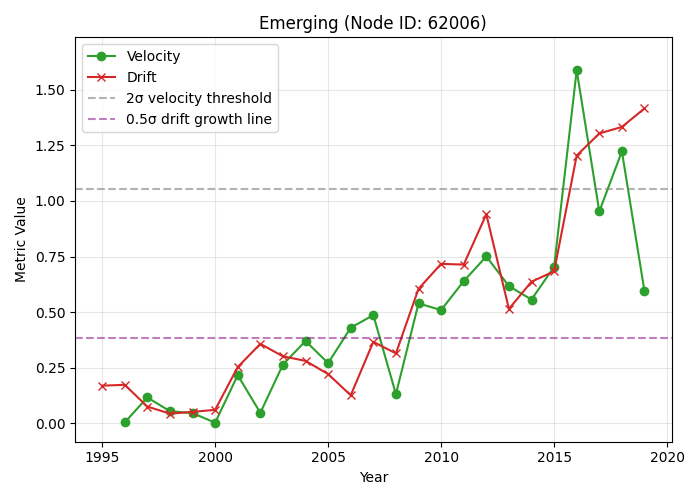 Emerging (Node ID: 62006)
Velocity
Drift
2σ velocity threshold
0.5σ drift growth line
Metric Value
1.50
1.25
1.00
0.75
0.50
0.25
0.00
1995
2000
2005
2010
2015
2020
Year